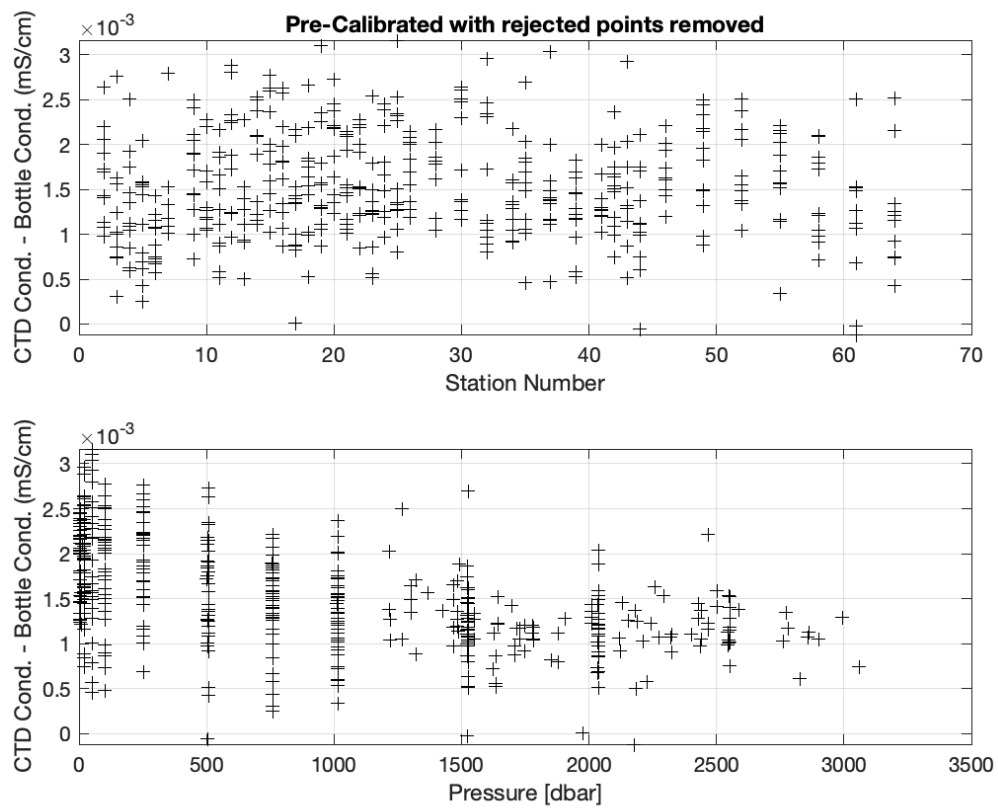 Pre-Calibrated with rejected points removed
×10⁻³
CTD Cond. - Bottle Cond. (mS/cm)
3
2.5
2
1.5
1
0.5
0
0 10 20 30 40 50 60 70
Station Number
×10⁻³
CTD Cond. - Bottle Cond. (mS/cm)
3
2.5
2
1.5
1
0.5
0
0 500 1000 1500 2000 2500 3000 3500
Pressure [dbar]